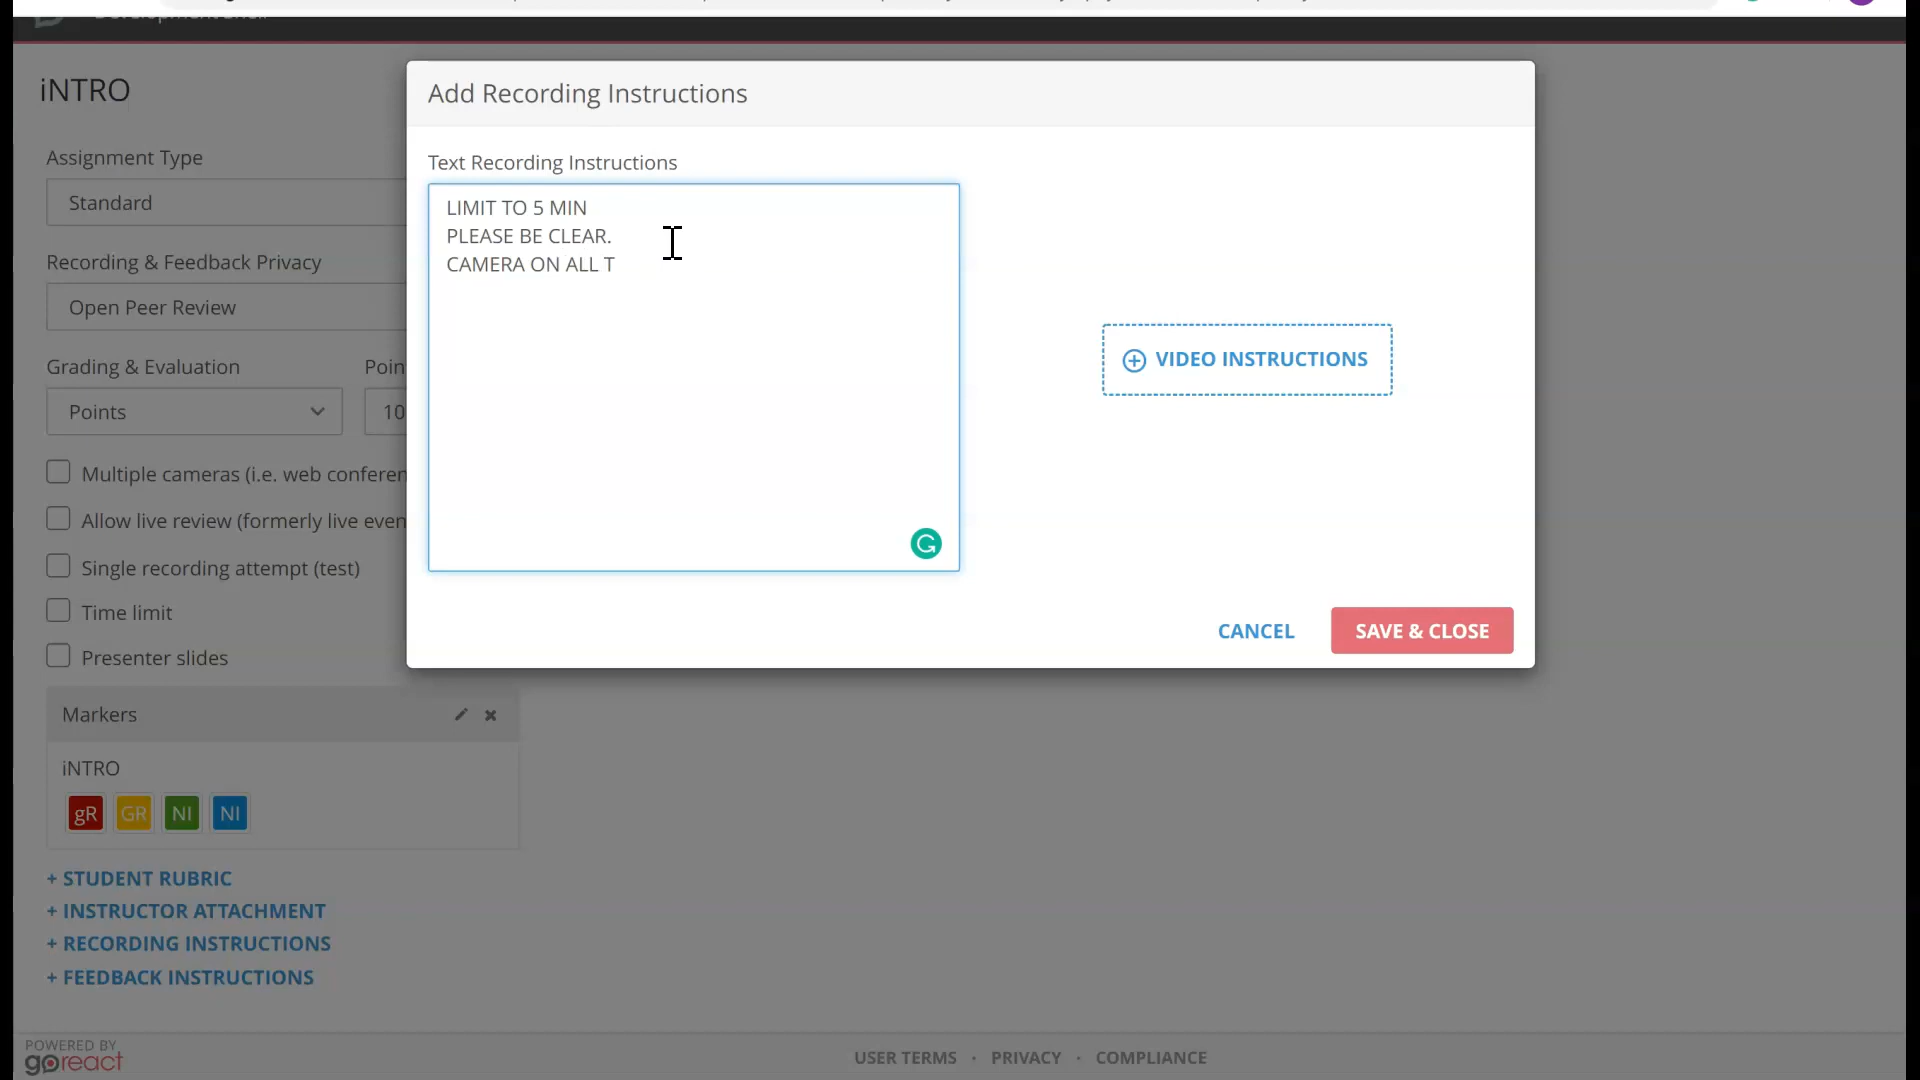 iNTRO
Add Recording Instructions
Assignment Type
Standard
Text Recording Instructions
LIMIT TO 5 MIN
PLEASE BE CLEAR.
CAMERA ON ALL T
Recording & Feedback Privacy
Open Peer Review
VIDEO INSTRUCTIONS
Grading & Evaluation
Poin
Points
10
Multiple cameras (i.e. web conferen
Allow live review (formerly live even
Single recording attempt (test)
Time limit
Presenter slides
CANCEL
SAVE & CLOSE
Markers
iNTRO
gR GR NI NI
+ STUDENT RUBRIC
+ INSTRUCTOR ATTACHMENT
+ RECORDING INSTRUCTIONS
+ FEEDBACK INSTRUCTIONS
POWERED BY
goreact
USER TERMS · PRIVACY · COMPLIANCE